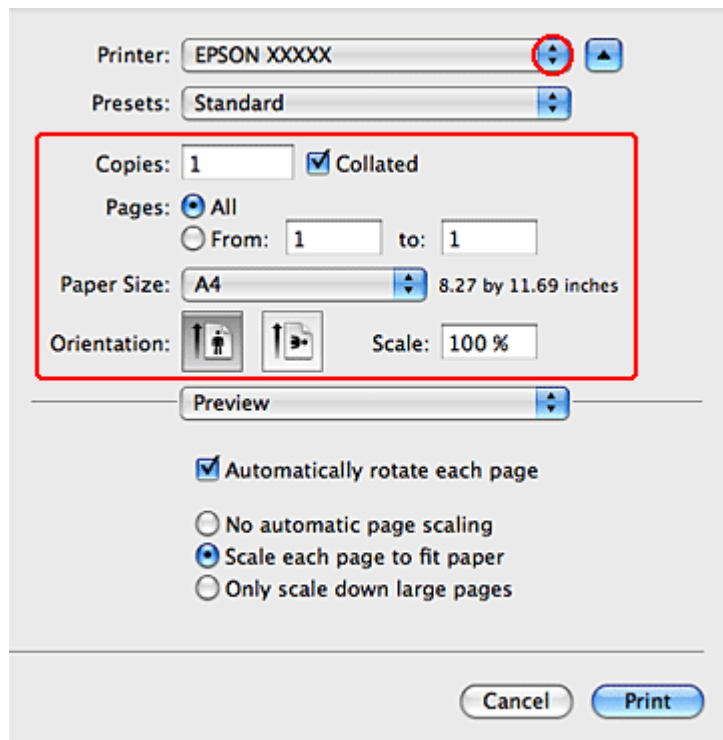 Printer: EPSON XXXXX
Presets: Standard
Copies: 1 Collated
Pages: All
From: 1 to: 1
Paper Size: A4 8.27 by 11.69 inches
Orientation: Scale: 100 %
Preview
Automatically rotate each page
No automatic page scaling
Scale each page to fit paper
Only scale down large pages
Cancel Print